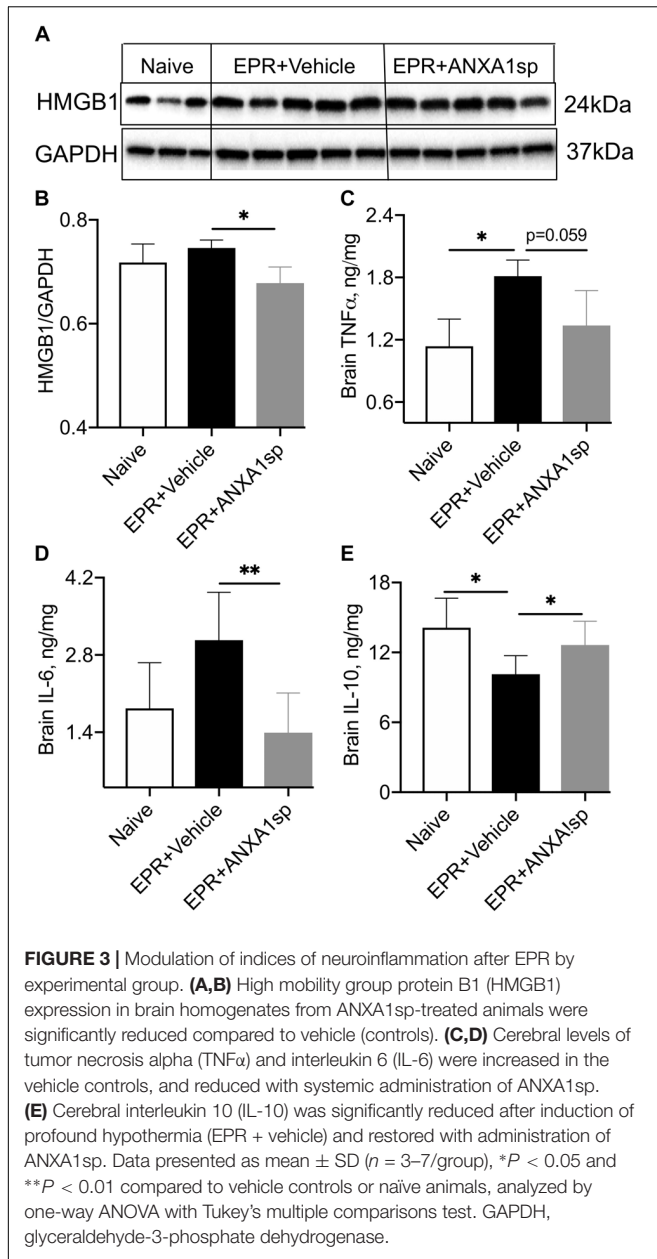 A
Naive EPR+Vehicle EPR+ANXA1sp
HMGB1 24kDa
GAPDH 37kDa
B
0.8
0.6
0.4
HMGB1/GAPDH
*
Naive
EPR+Vehicle
EPR+ANXA1sp
C
2.4
1.8
1.2
0.6
Brain TNFα, ng/mg
*
p=0.059
Naive
EPR+Vehicle
EPR+ANXA1sp
D
4.2
2.8
1.4
Brain IL-6, ng/mg
**
Naive
EPR+Vehicle
EPR+ANXA1sp
E
18
12
6
0
Brain IL-10, ng/mg
*
*
Naive
EPR+Vehicle
EPR+ANXA!sp
FIGURE 3 | Modulation of indices of neuroinflammation after EPR by
experimental group. (A,B) High mobility group protein B1 (HMGB1)
expression in brain homogenates from ANXA1sp-treated animals were
significantly reduced compared to vehicle (controls). (C,D) Cerebral levels of
tumor necrosis alpha (TNFα) and interleukin 6 (IL-6) were increased in the
vehicle controls, and reduced with systemic administration of ANXA1sp.
(E) Cerebral interleukin 10 (IL-10) was significantly reduced after induction of
profound hypothermia (EPR + vehicle) and restored with administration of
ANXA1sp. Data presented as mean ± SD (n = 3–7/group), *P < 0.05 and
**P < 0.01 compared to vehicle controls or naïve animals, analyzed by
one-way ANOVA with Tukey's multiple comparisons test. GAPDH,
glyceraldehyde-3-phosphate dehydrogenase.